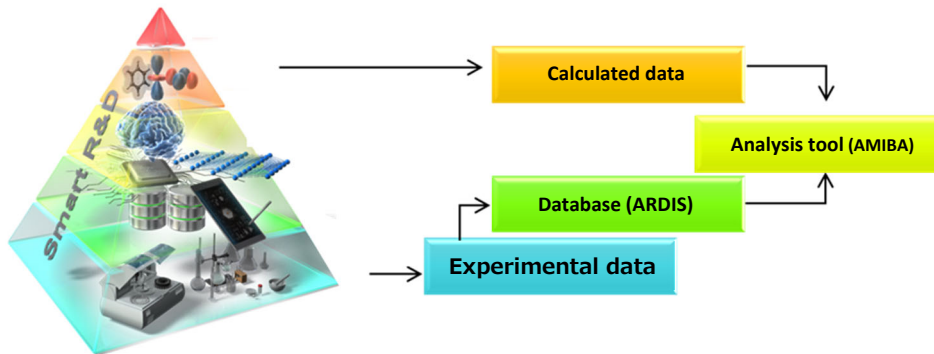 Smart R&D
Calculated data
Analysis tool (AMIBA)
Database (ARDIS)
Experimental data